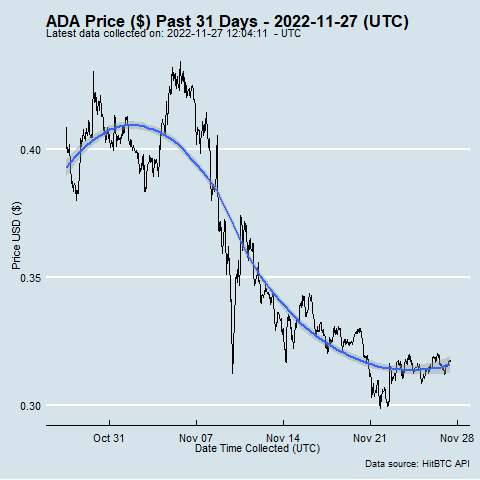 ADA Price ($) Past 31 Days - 2022-11-27 (UTC)
Latest data collected on: 2022-11-27 12:04:11  - UTC
Price USD ($)
0.40
0.35
0.30
Oct 31 Nov 07 Nov 14 Nov 21 Nov 28
Date Time Collected (UTC)
Data source: HitBTC API